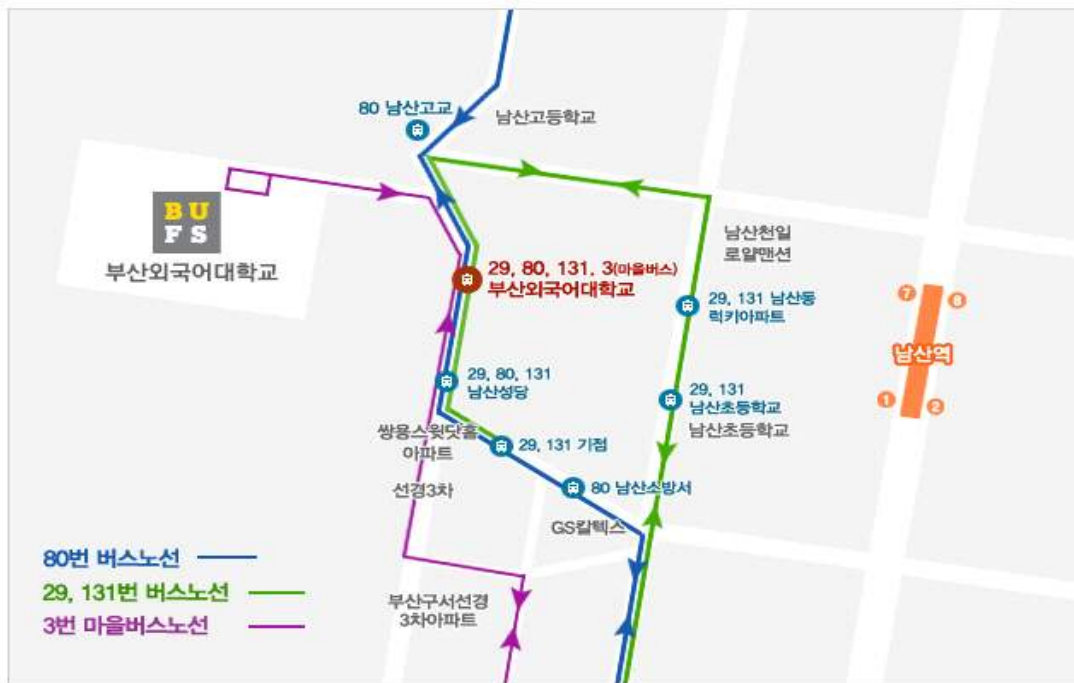 80 남산고교
남산고등학교
BU
FS
부산외국어대학교
남산천일
로얄맨션
29, 80, 131, 3(마을버스)
부산외국어대학교
29, 131 남산동
럭키아파트
7
8
남산역
1
2
29, 80, 131
남산성당
29, 131
남산초등학교
남산초등학교
쌍용스윗닷홈
아파트
29, 131 기점
선경3차
80 남산소방서
GS칼텍스
80번 버스노선
29, 131번 버스노선
3번 마을버스노선
부산구서선경
3차아파트